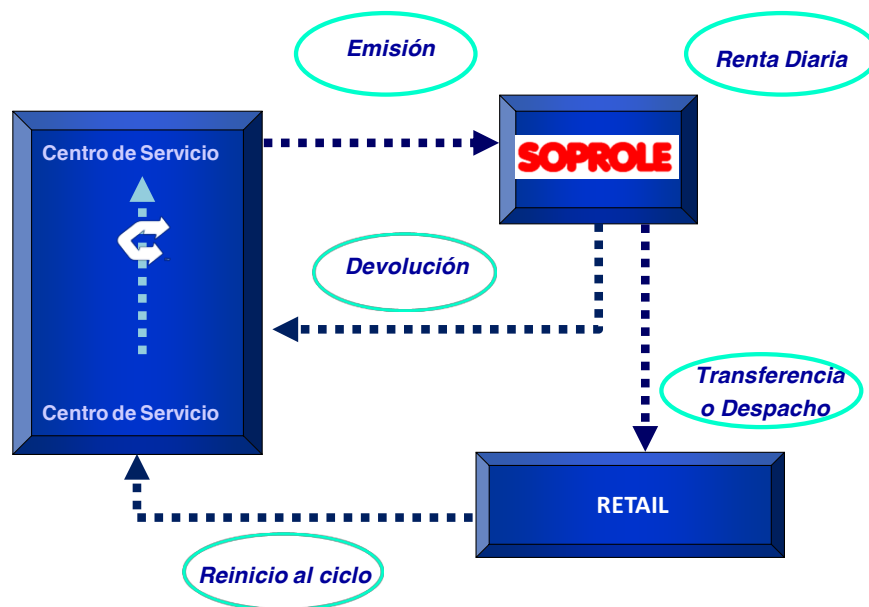 Emisión
Renta Diaria
Centro de Servicio
SOPROLE
Devolución
Transferencia
o Despacho
Centro de Servicio
RETAIL
Reinicio al ciclo